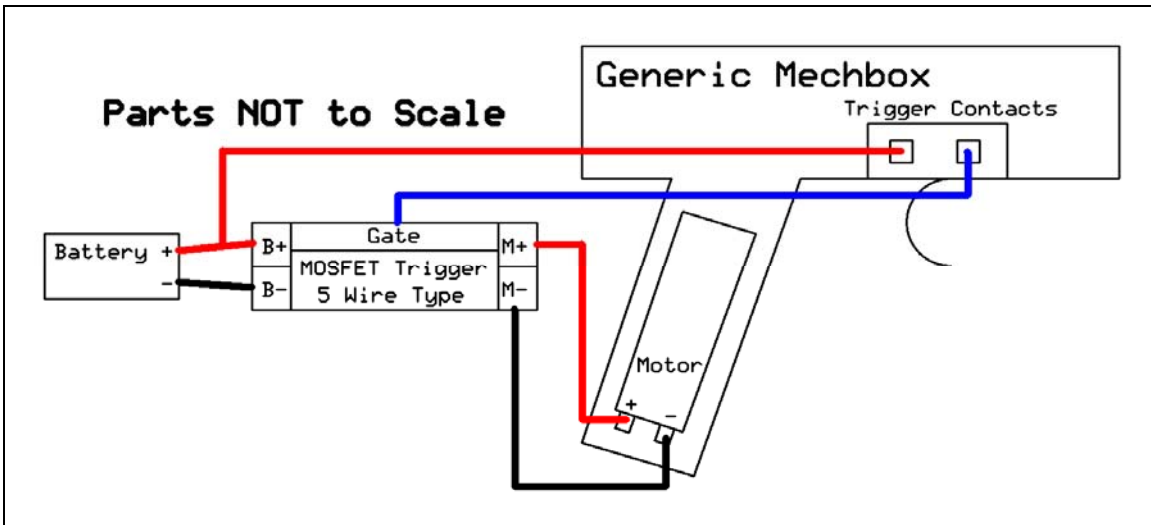 Generic Mechbox
Parts NOT to Scale
Trigger Contacts
Battery +
-
B+
Gate
M+
B-
MOSFET Trigger
5 Wire Type
M-
Motor
+ -